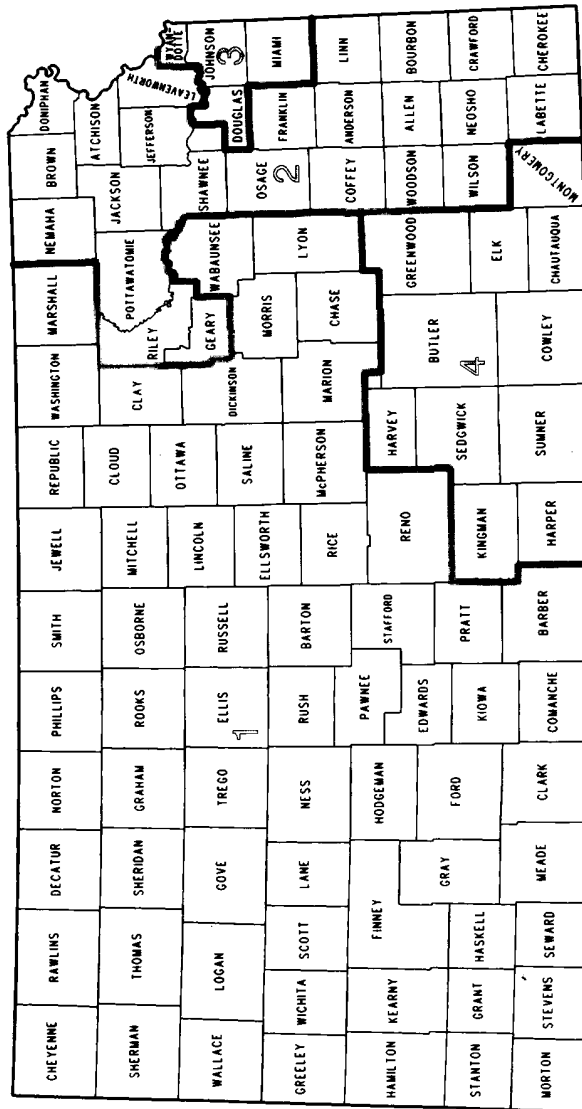 CHEYENNE
RAWLINS
DECATUR
NORTON
PHILLIPS
SMITH
JEWELL
REPUBLIC
WASHINGTON
MARSHALL
NEMAHA
BROWN
DONIPHAN
SHERMAN
THOMAS
SHERIDAN
GRAHAM
ROOKS
OSBORNE
MITCHELL
CLOUD
CLAY
RILEY
POTTAWATOMIE
JACKSON
ATCHISON
JEFFERSON
LEAVENWORTH
WYAN-
DOTTE
WALLACE
LOGAN
GOVE
TREGO
ELLIS
1
RUSSELL
LINCOLN
OTTAWA
SALINE
DICKINSON
GEARY
WABAUNSEE
SHAWNEE
DOUGLAS
JOHNSON
3
GREELEY
WICHITA
SCOTT
LANE
NESS
RUSH
BARTON
ELLSWORTH
RICE
McPHERSON
MARION
MORRIS
CHASE
LYON
OSAGE
2
FRANKLIN
MIAMI
HAMILTON
KEARNY
FINNEY
HODGEMAN
PAWNEE
STAFFORD
RENO
HARVEY
BUTLER
4
GREENWOOD
COFFEY
WOODSON
ANDERSON
LINN
ALLEN
BOURBON
STANTON
GRANT
HASKELL
GRAY
FORD
EDWARDS
KIOWA
PRATT
KINGMAN
SEDGWICK
ELK
WILSON
NEOSHO
CRAWFORD
MORTON
STEVENS
SEWARD
MEADE
CLARK
COMANCHE
BARBER
HARPER
SUMNER
COWLEY
CHAUTAUQUA
MONTGOMERY
LABETTE
CHEROKEE